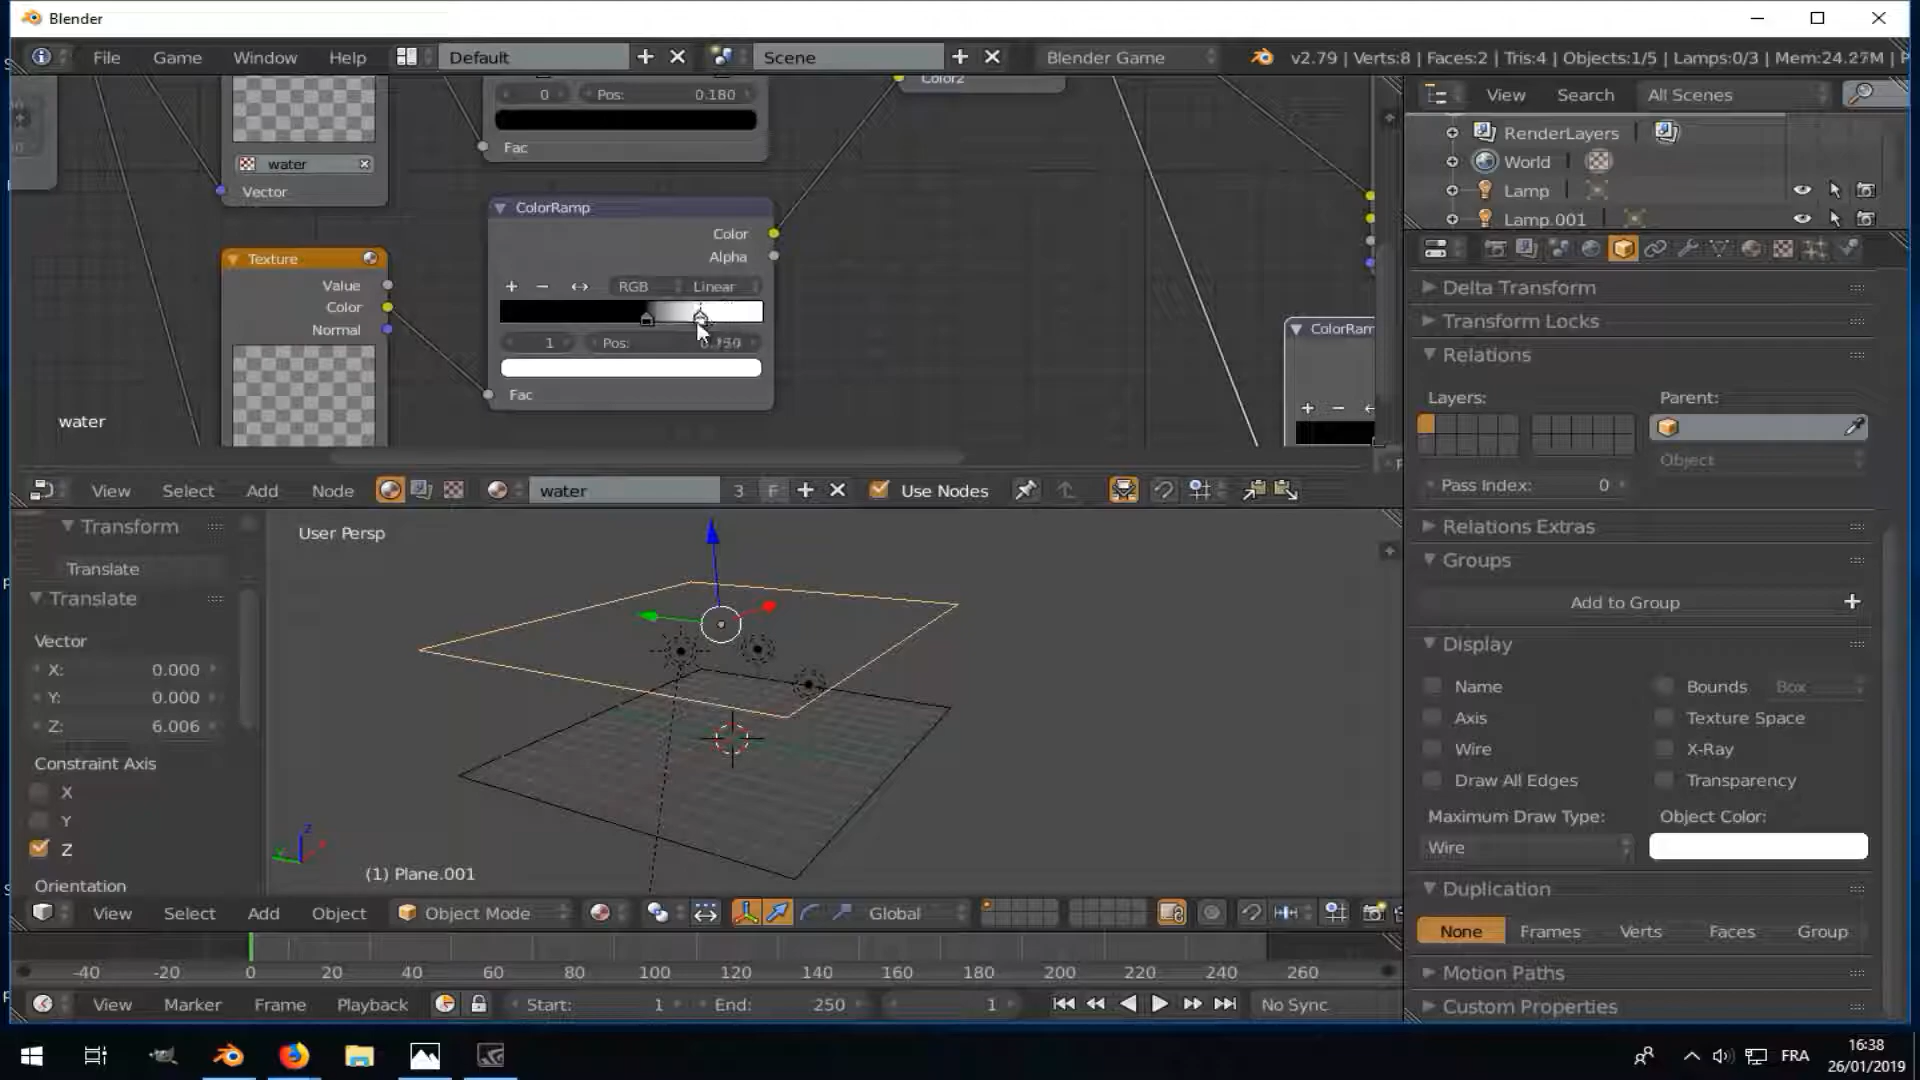 Blender
File Game Window Help Default Scene Blender Game v2.79 | Verts:8 | Faces:2 | Tris:4 | Objects:1/5 | Lamps:0/3 | Mem:24.27M | P
Color2
0 Pos: 0.180
Fac
water
Vector
ColorRamp
Color
Alpha
RGB Linear
1 Pos:
Fac
Texture
Value
Color
Normal
water
ColorRam
View Select Add Node water 3 F Use Nodes
View Search All Scenes
RenderLayers |
World |
Lamp |
Lamp.001 |
Delta Transform
Transform Locks
Relations
Layers: Parent:
Object
Pass Index: 0
Relations Extras
Groups
Add to Group
Display
Name Bounds Box
Axis Texture Space
Wire X-Ray
Draw All Edges Transparency
Maximum Draw Type: Object Color:
Wire
Duplication
None Frames Verts Faces Group
Motion Paths
Custom Properties
Transform
Translate
Translate
Vector
X: 0.000
Y: 0.000
Z: 6.006
Constraint Axis
X
Y
Z
Orientation
User Persp
(1) Plane.001
View Select Add Object Object Mode Global
-40 -20 0 20 40 60 80 100 120 140 160 180 200 220 240 260
View Marker Frame Playback Start: 1 End: 250 1 No Sync
FRA
16:38
26/01/2019